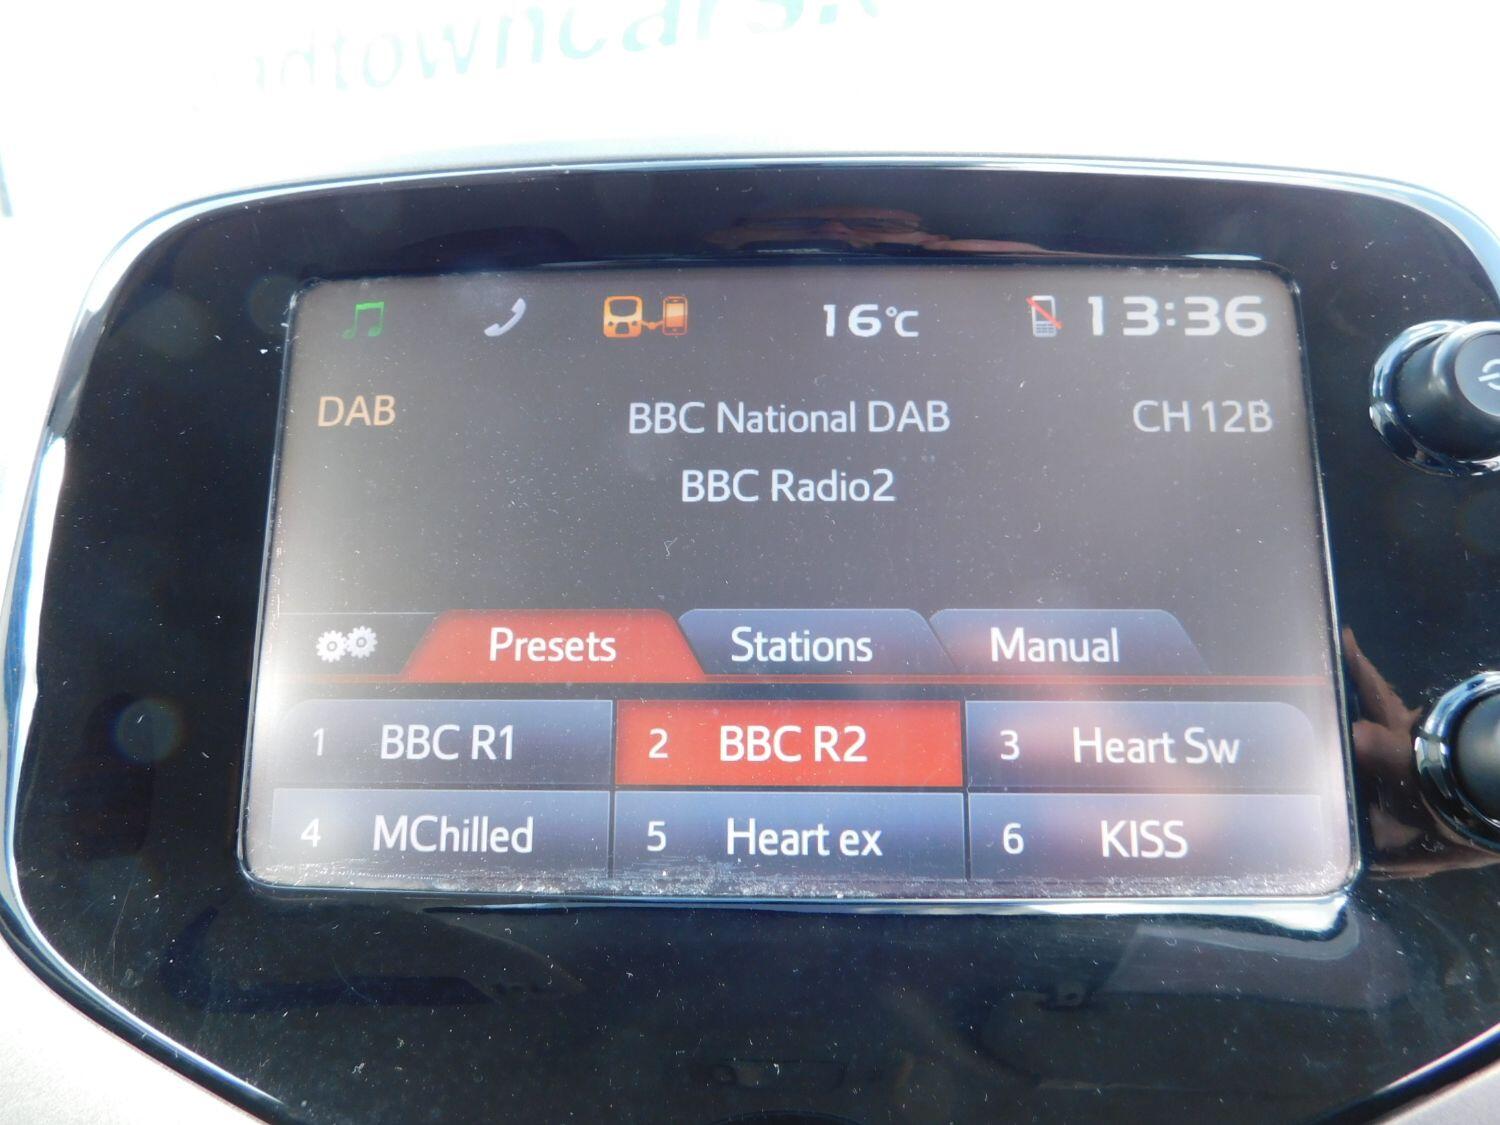 16°C 13:36
DAB BBC National DAB CH 12B
BBC Radio2
Presets Stations Manual
1 BBC R1 2 BBC R2 3 Heart Sw
4 MChilled 5 Heart ex 6 KISS